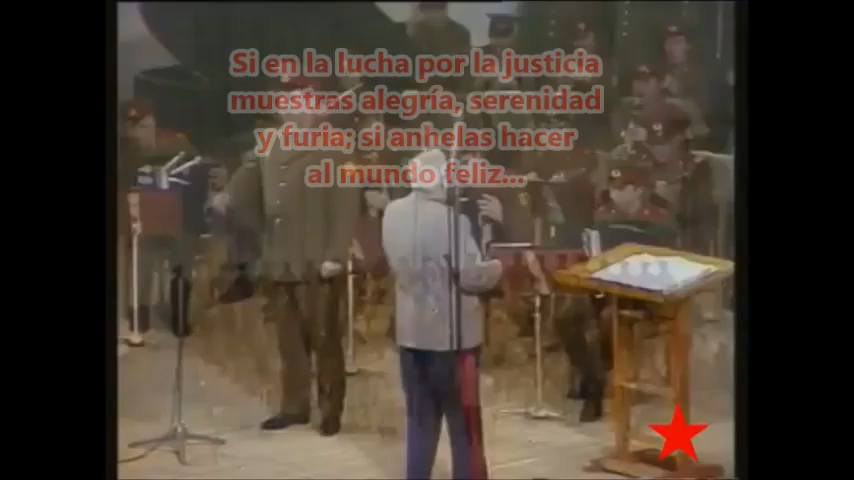 Si en la lucha por la justicia
muestras alegría, serenidad
y furia; si anhelas hacer
al mundo feliz...